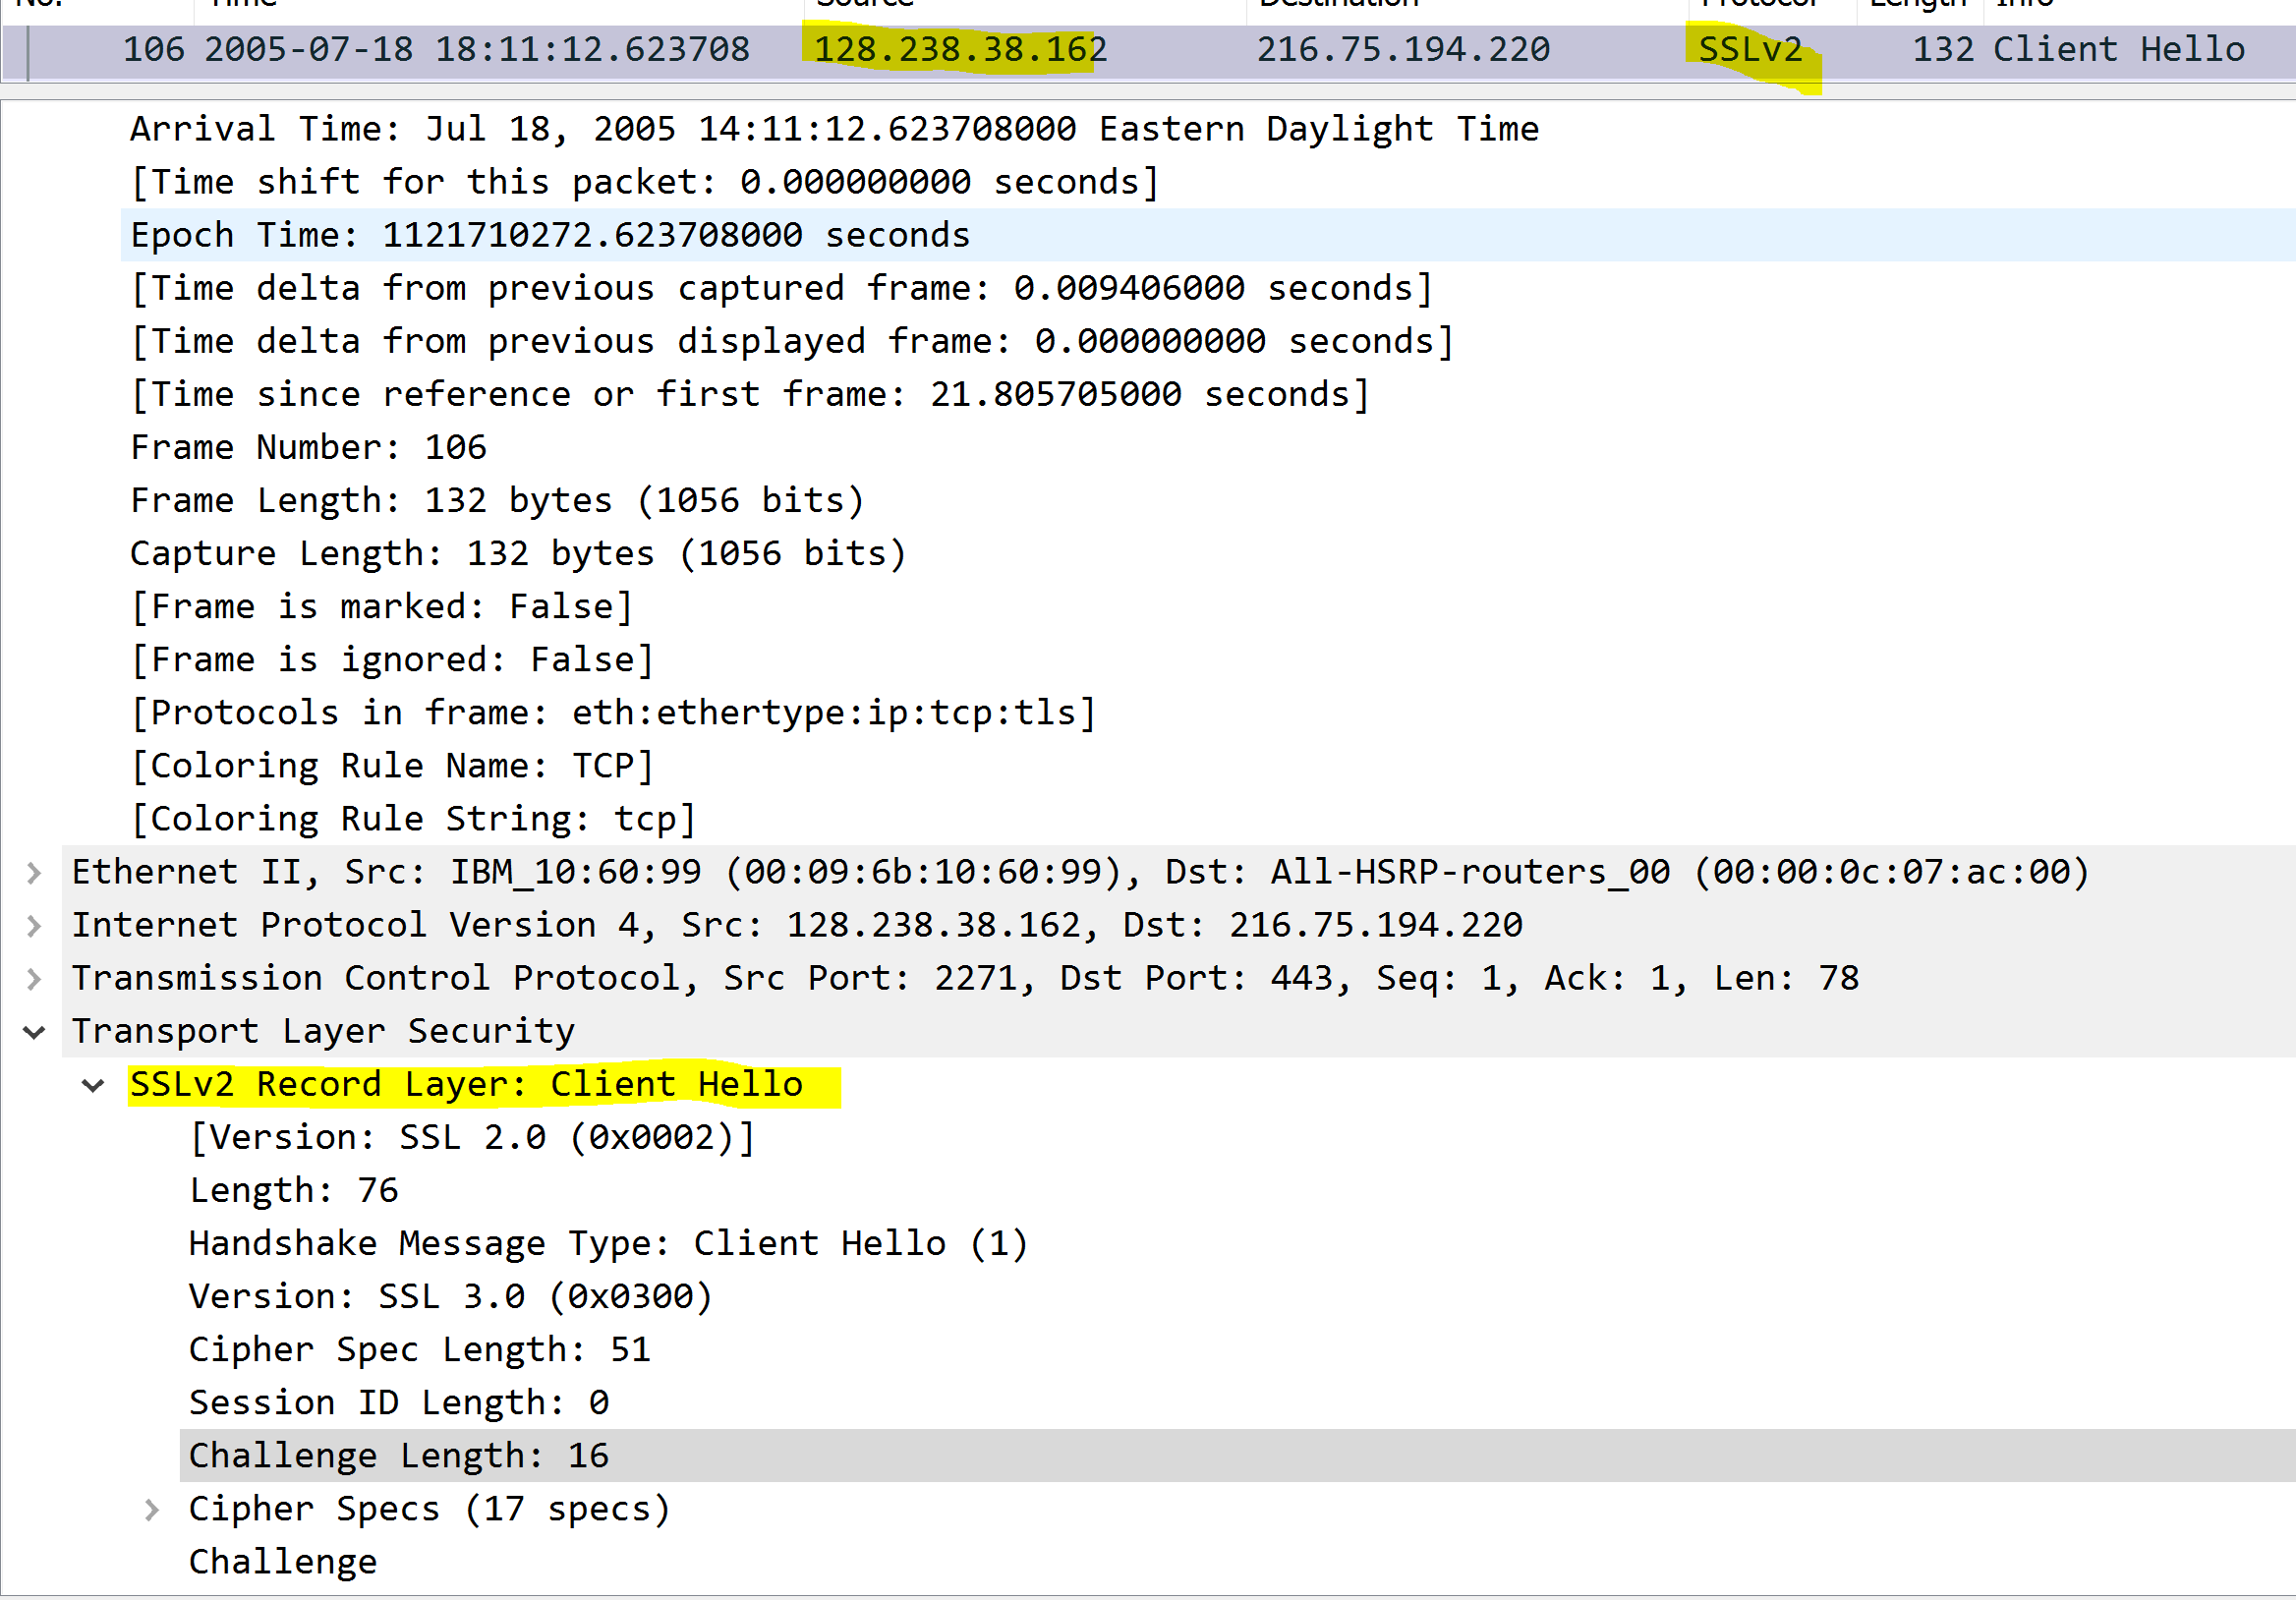 No. Time Source Destination Protocol Length Info
106 2005-07-18 18:11:12.623708 128.238.38.162 216.75.194.220 SSLv2 132 Client Hello
Arrival Time: Jul 18, 2005 14:11:12.623708000 Eastern Daylight Time
[Time shift for this packet: 0.000000000 seconds]
Epoch Time: 1121710272.623708000 seconds
[Time delta from previous captured frame: 0.009406000 seconds]
[Time delta from previous displayed frame: 0.000000000 seconds]
[Time since reference or first frame: 21.805705000 seconds]
Frame Number: 106
Frame Length: 132 bytes (1056 bits)
Capture Length: 132 bytes (1056 bits)
[Frame is marked: False]
[Frame is ignored: False]
[Protocols in frame: eth:ethertype:ip:tcp:tls]
[Coloring Rule Name: TCP]
[Coloring Rule String: tcp]
Ethernet II, Src: IBM_10:60:99 (00:09:6b:10:60:99), Dst: All-HSRP-routers_00 (00:00:0c:07:ac:00)
Internet Protocol Version 4, Src: 128.238.38.162, Dst: 216.75.194.220
Transmission Control Protocol, Src Port: 2271, Dst Port: 443, Seq: 1, Ack: 1, Len: 78
Transport Layer Security
SSLv2 Record Layer: Client Hello
[Version: SSL 2.0 (0x0002)]
Length: 76
Handshake Message Type: Client Hello (1)
Version: SSL 3.0 (0x0300)
Cipher Spec Length: 51
Session ID Length: 0
Challenge Length: 16
Cipher Specs (17 specs)
Challenge